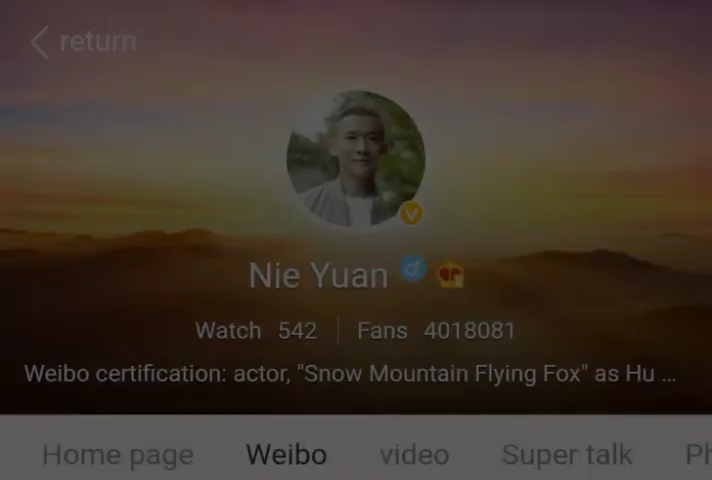 return
Nie Yuan
Watch 542 Fans 4018081
Weibo certification: actor, "Snow Mountain Flying Fox" as Hu ...
Home page Weibo video Super talk Ph